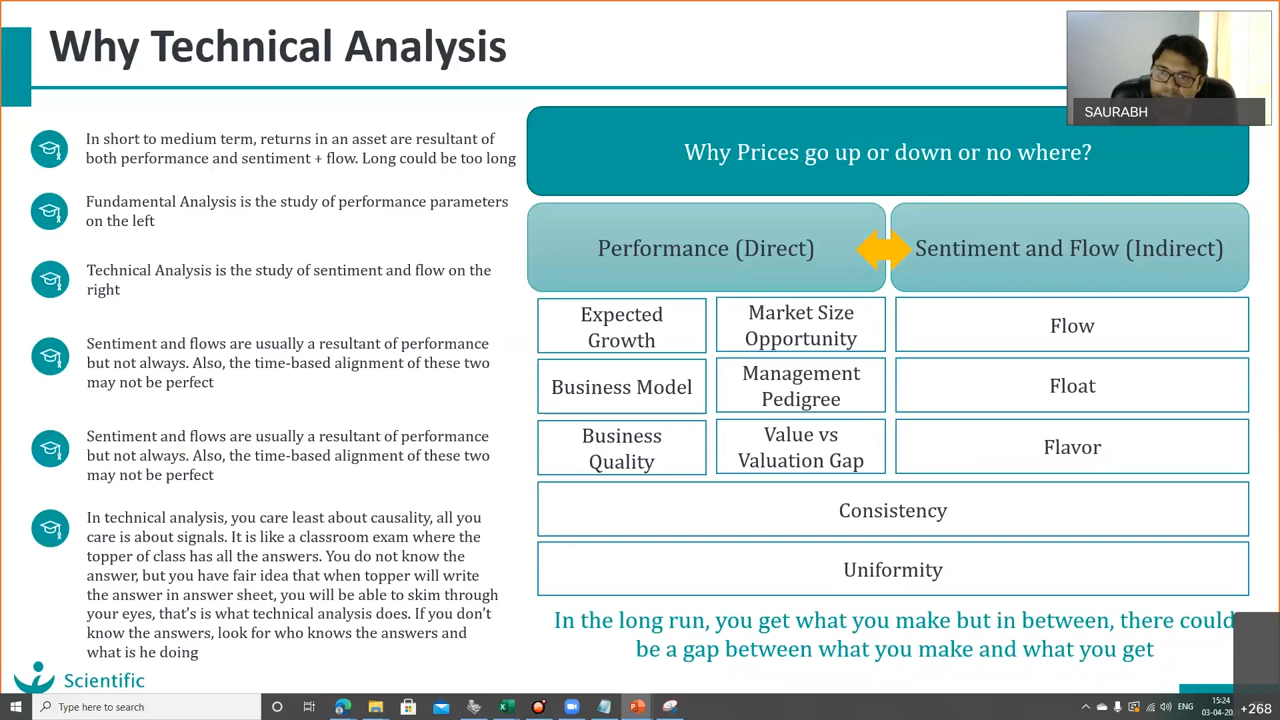 Why Technical Analysis
SAURABH
In short to medium term, returns in an asset are resultant of
both performance and sentiment + flow. Long could be too long
Fundamental Analysis is the study of performance parameters
on the left
Technical Analysis is the study of sentiment and flow on the
right
Sentiment and flows are usually a resultant of performance
but not always. Also, the time-based alignment of these two
may not be perfect
Sentiment and flows are usually a resultant of performance
but not always. Also, the time-based alignment of these two
may not be perfect
In technical analysis, you care least about causality, all you
care is about signals. It is like a classroom exam where the
topper of class has all the answers. You do not know the
answer, but you have fair idea that when topper will write
the answer in answer sheet, you will be able to skim through
your eyes, that's is what technical analysis does. If you don't
know the answers, look for who knows the answers and
what is he doing
Why Prices go up or down or no where?
Performance (Direct)
Sentiment and Flow (Indirect)
Expected
Growth
Market Size
Opportunity
Flow
Business Model
Management
Pedigree
Float
Business
Quality
Value vs
Valuation Gap
Flavor
Consistency
Uniformity
In the long run, you get what you make but in between, there could
be a gap between what you make and what you get
Scientific
Type here to search
ENG
15:24
+268